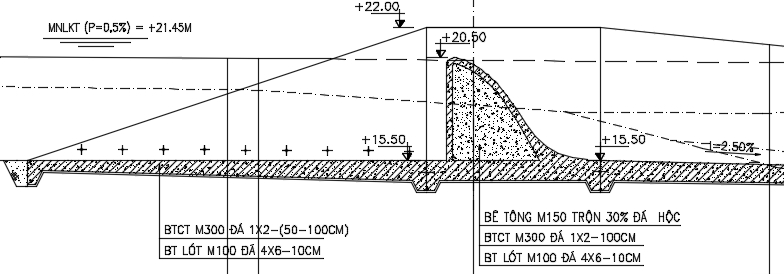 +22.00
MNLKT (P=0.5%) = +21.45M
+20.50
+15.50
+15.50
i=2.50%
BTCT M300 ĐÁ 1X2-(50-100CM)
BT LÓT M100 ĐÁ 4X6-10CM
BÊ TÔNG M150 TRỘN 30% ĐÁ HỘC
BTCT M300 ĐÁ 1X2-100CM
BT LÓT M100 ĐÁ 4X6-10CM